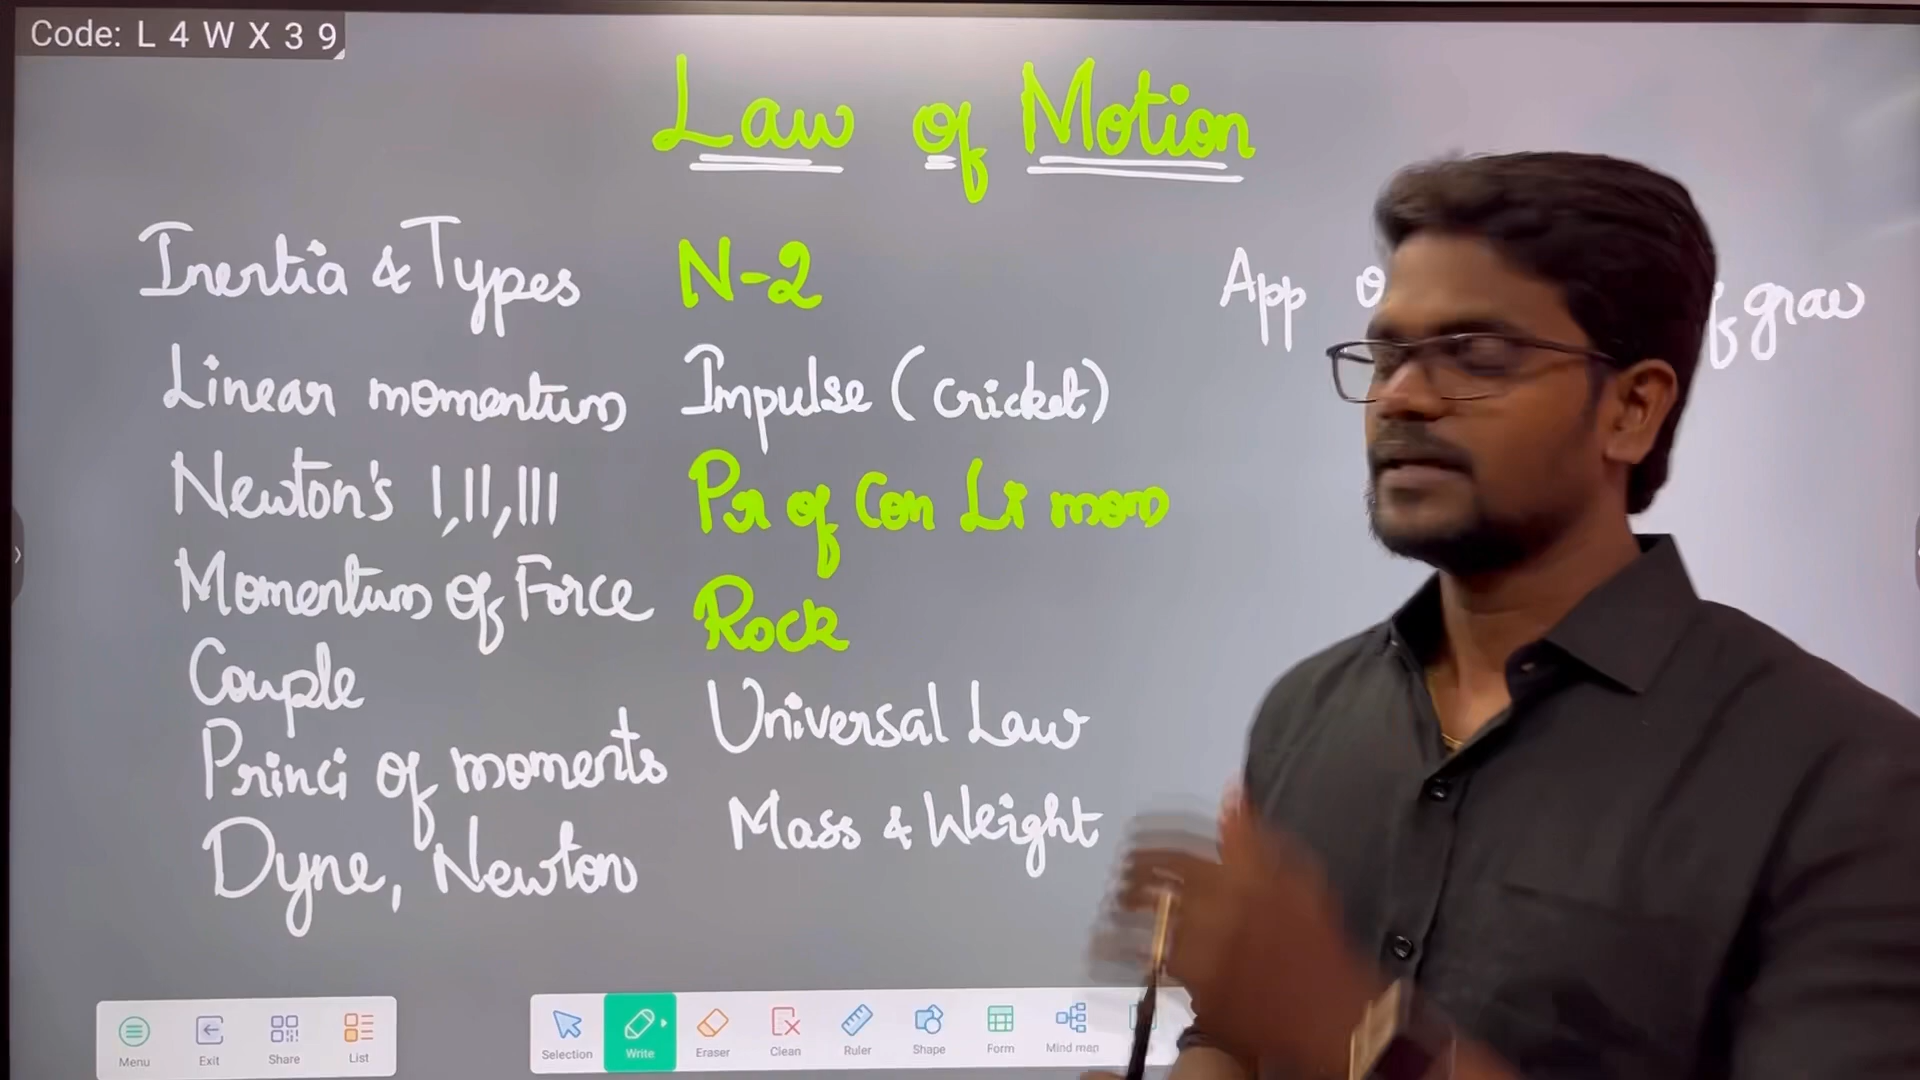 Code: L 4 W X 3 9
Law of Motion
Inertia & Types
Linear momentum
Newton's I, II, III
Momentum of Force
Couple
Princi of moments
Dyne, Newton
N-2
Impulse (cricket)
Pr of Con Li mom
Rock
Universal Law
Mass & Weight
App of grav
Menu
Exit
Share
List
Selection
Write
Eraser
Clean
Ruler
Shape
Form
Mind map